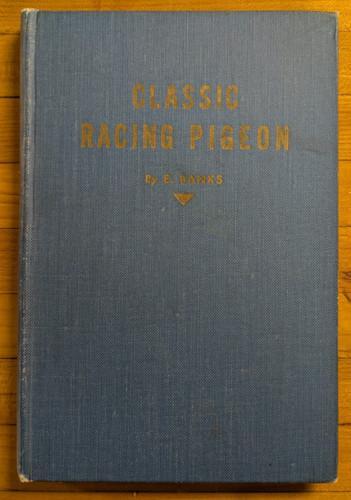 CLASSIC
RACING PIGEON
By E. BANKS